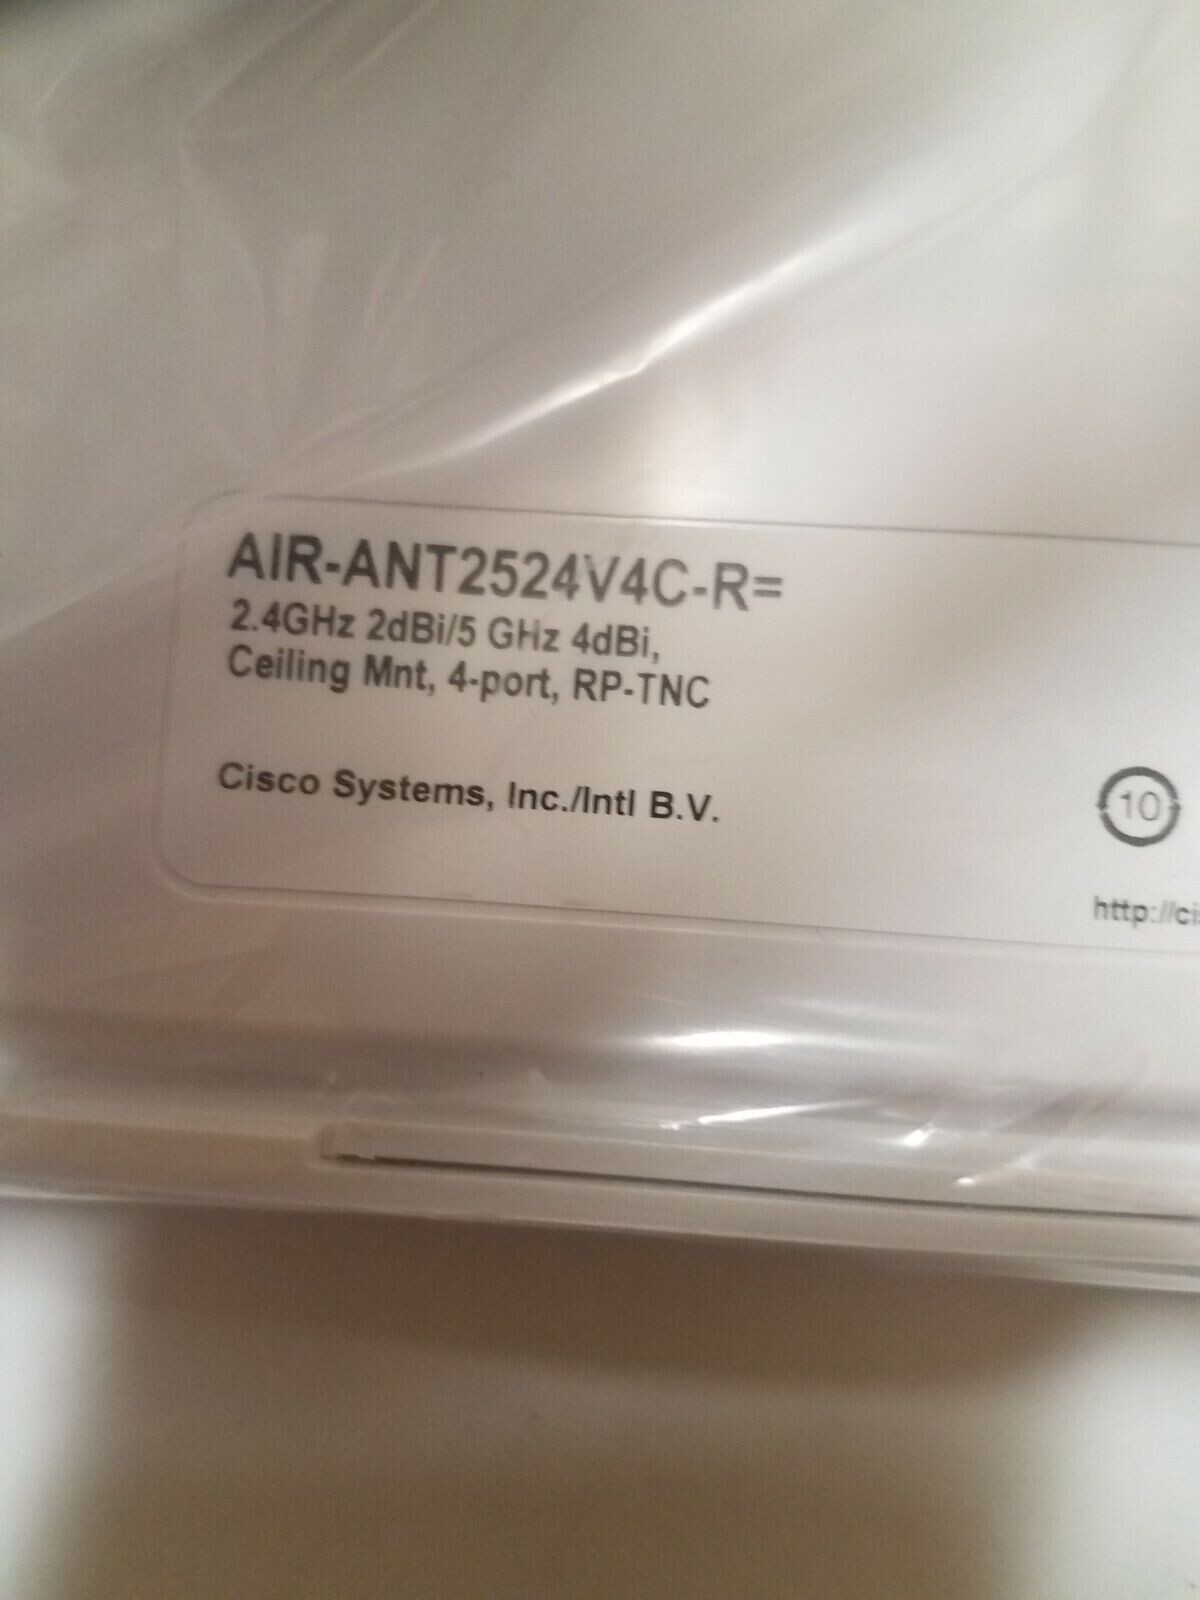 AIR-ANT2524V4C-R=
2.4GHz 2dBi/5 GHz 4dBi,
Ceiling Mnt, 4-port, RP-TNC
Cisco Systems, Inc./Intl B.V.
10
http://cis